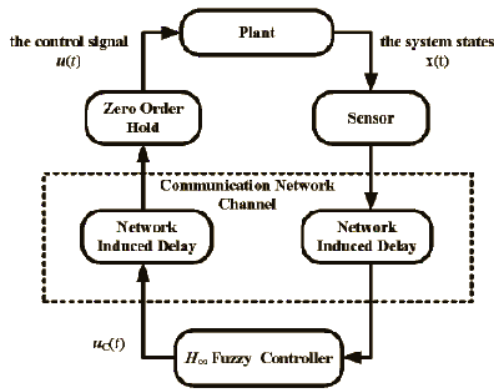 the control signal
u(t)
Plant
the system states
x(t)
Zero Order
Hold
Sensor
Communication Network
Channel
Network
Induced Delay
Network
Induced Delay
u_C(t)
H∞ Fuzzy Controller